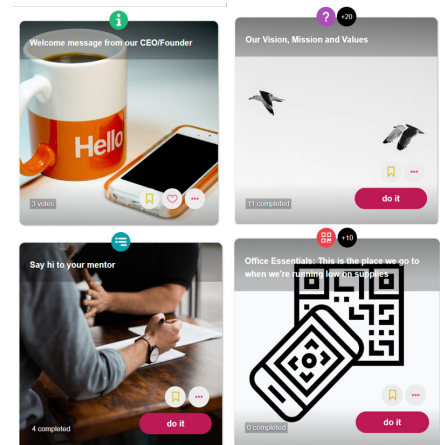 Welcome message from our CEO/Founder
Hello
3 votes
? +20
Our Vision, Mission and Values
11 completed
do it
Say hi to your mentor
4 completed
do it
+10
Office Essentials: This is the place we go to
when we're running low on supplies
0 completed
do it